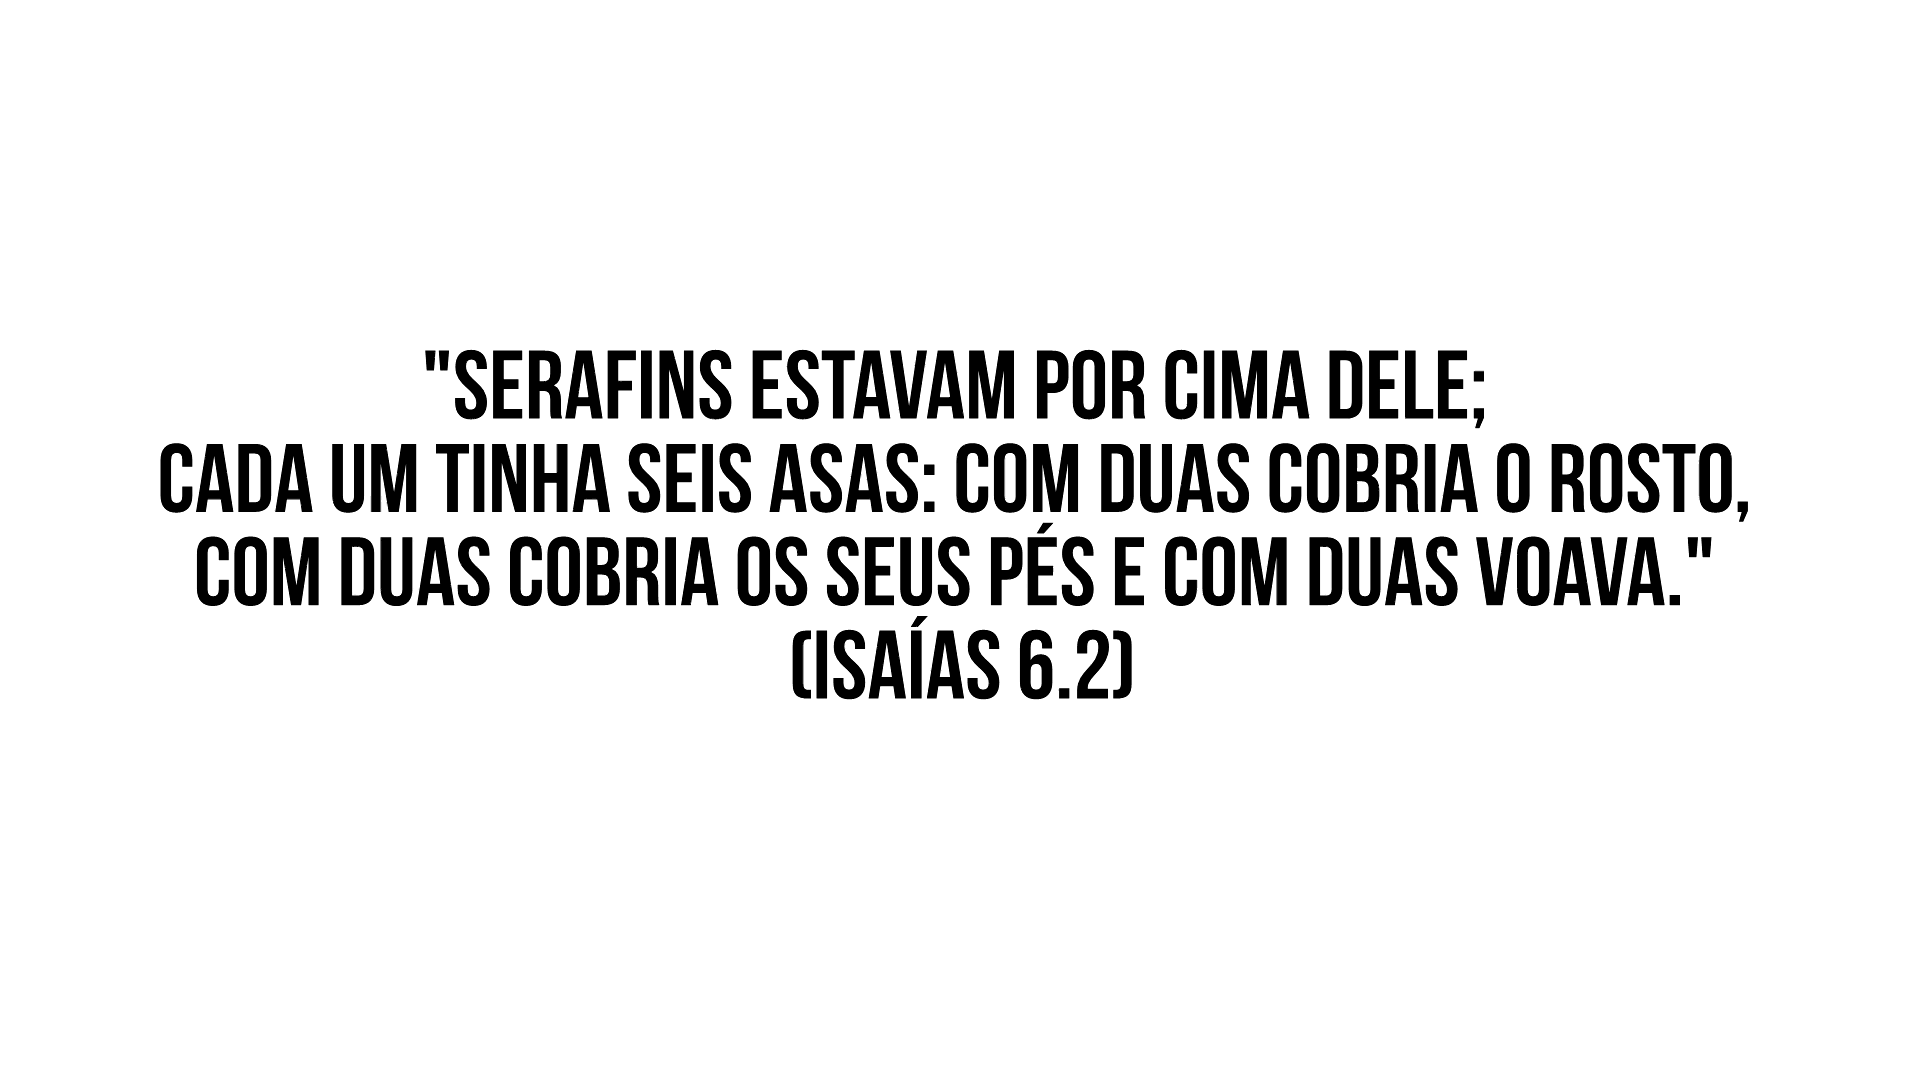 "SERAFINS ESTAVAM POR CIMA DELE;
CADA UM TINHA SEIS ASAS: COM DUAS COBRIA O ROSTO,
COM DUAS COBRIA OS SEUS PÉS E COM DUAS VOAVA."
(ISAÍAS 6.2)